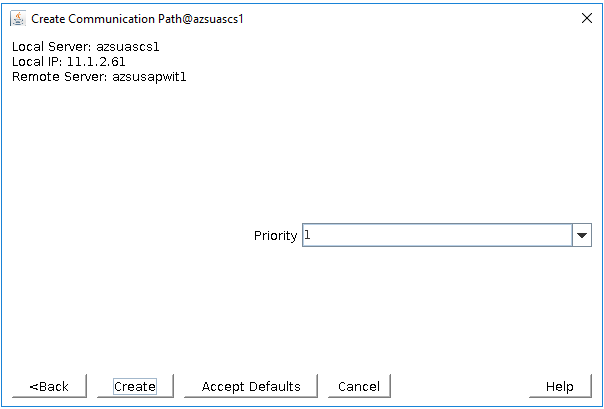 Create Communication Path@azsuascs1
Local Server: azsuascs1
Local IP: 11.1.2.61
Remote Server: azsusapwit1
Priority 1
<Back Create Accept Defaults Cancel Help